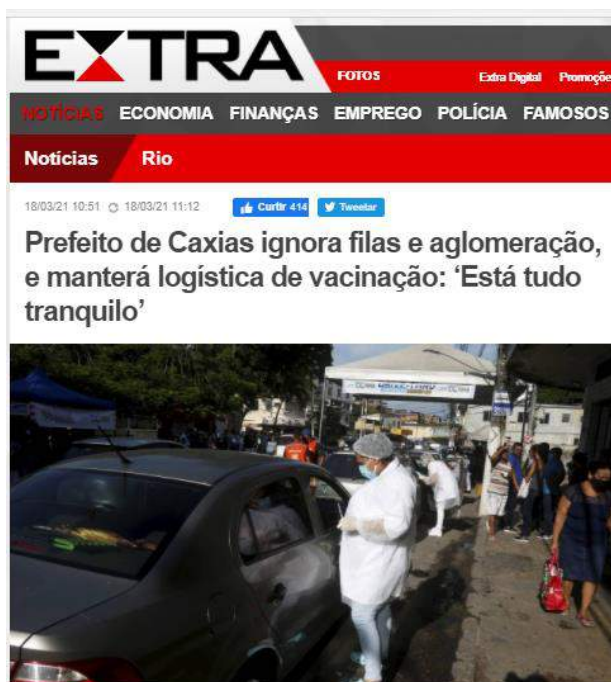 EXTRA
FOTOS
Extra Digital Promoçõe
NOTÍCIAS ECONOMIA FINANÇAS EMPREGO POLÍCIA FAMOSOS
Notícias Rio
18/03/21 10:51 18/03/21 11:12 Curtir 414 Tweetar
Prefeito de Caxias ignora filas e aglomeração,
e manterá logística de vacinação: ‘Está tudo
tranquilo’